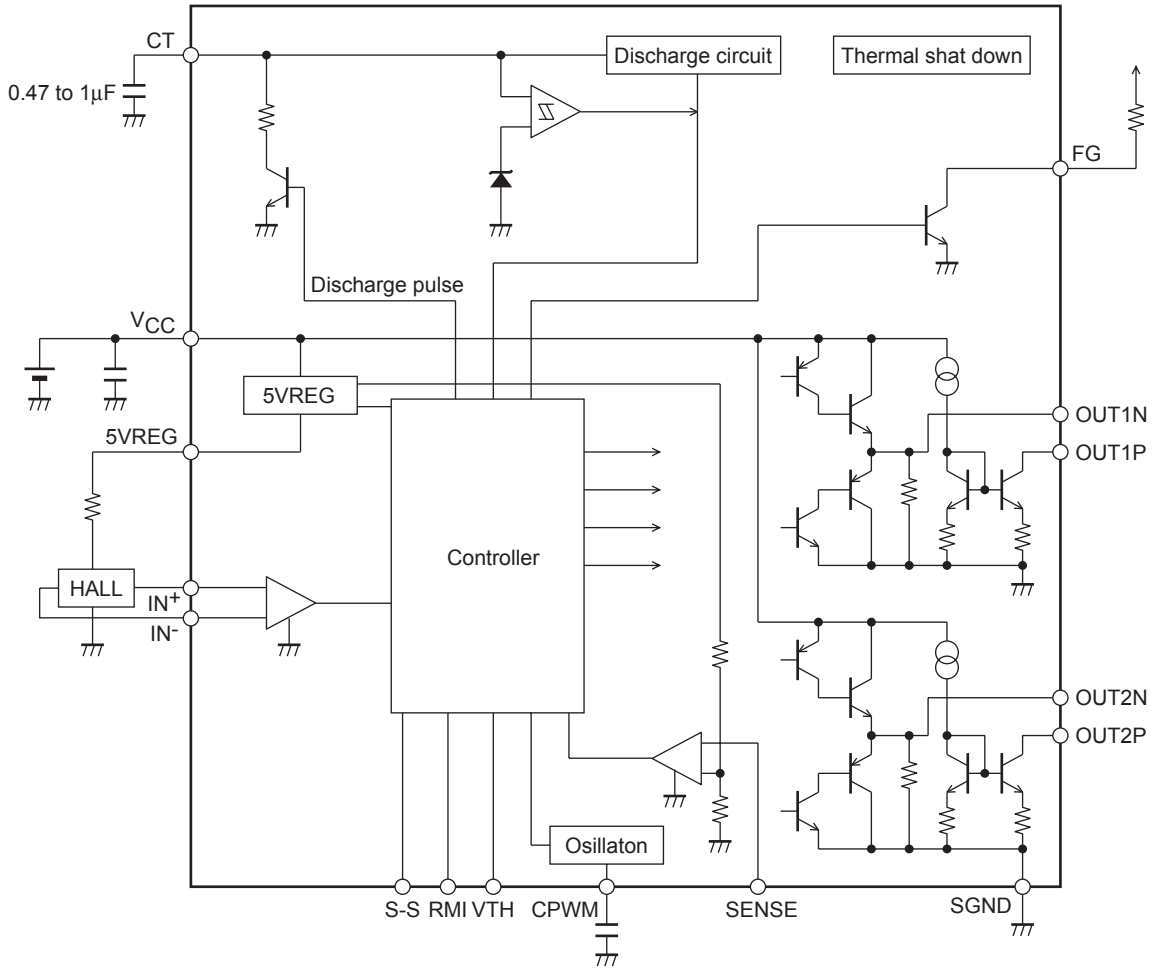 CT
Discharge circuit
Thermal shat down
0.47 to 1μF
FG
Discharge pulse
VCC
5VREG
5VREG
OUT1N
OUT1P
Controller
HALL
IN+
IN-
OUT2N
OUT2P
Osillaton
S-S RMI VTH CPWM SENSE SGND